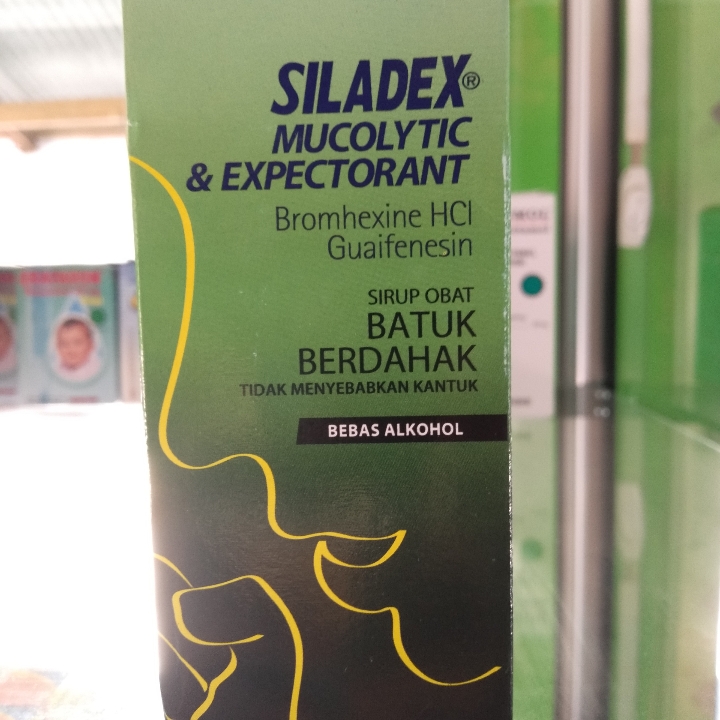 SILADEX®
MUCOLYTIC
& EXPECTORANT
Bromhexine HCl
Guaifenesin
SIRUP OBAT
BATUK
BERDAHAK
TIDAK MENYEBABKAN KANTUK
BEBAS ALKOHOL